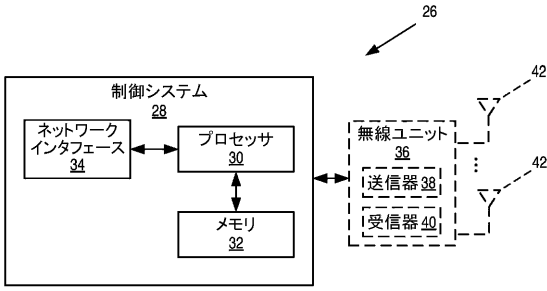 26
制御システム
28
ネットワーク
インタフェース
34
プロセッサ
30
メモリ
32
無線ユニット
36
送信器 38
受信器 40
42
42